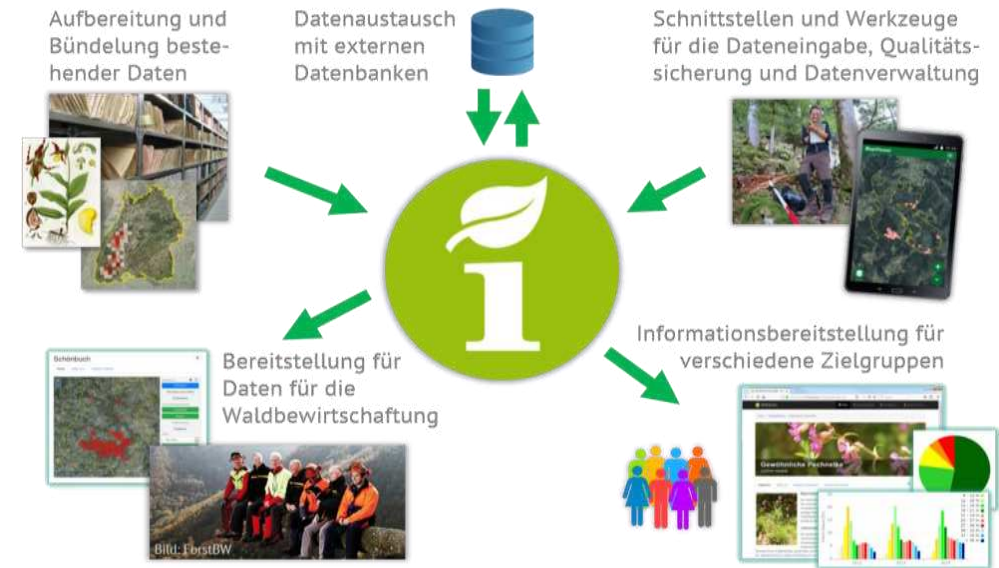 Aufbereitung und
Bündelung beste-
hender Daten
Datenaustausch
mit externen
Datenbanken
Schnittstellen und Werkzeuge
für die Dateneingabe, Qualitäts-
sicherung und Datenverwaltung
i
Bereitstellung für
Daten für die
Waldbewirtschaftung
Informationsbereitstellung für
verschiedene Zielgruppen
Schönbuch
Bild: ForstBW
Gewöhnliche Pechnelke